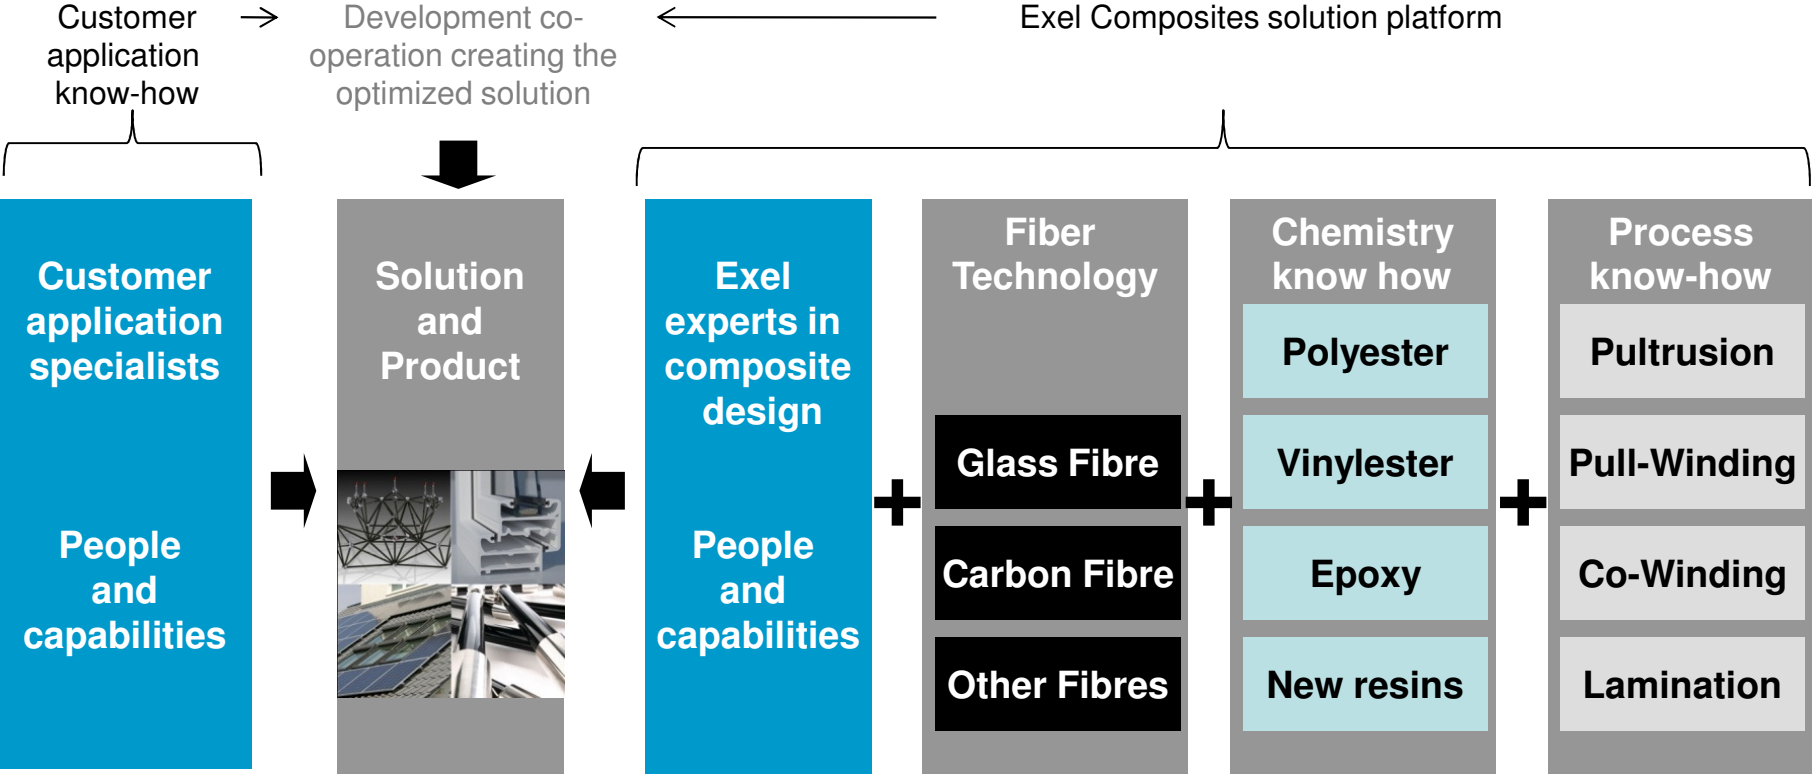 Customer
application
know-how
Development co-
operation creating the
optimized solution
Exel Composites solution platform
Customer
application
specialists
People
and
capabilities
Solution
and
Product
Exel
experts in
composite
design
People
and
capabilities
Fiber
Technology
Glass Fibre
Carbon Fibre
Other Fibres
Chemistry
know how
Polyester
Vinylester
Epoxy
New resins
Process
know-how
Pultrusion
Pull-Winding
Co-Winding
Lamination